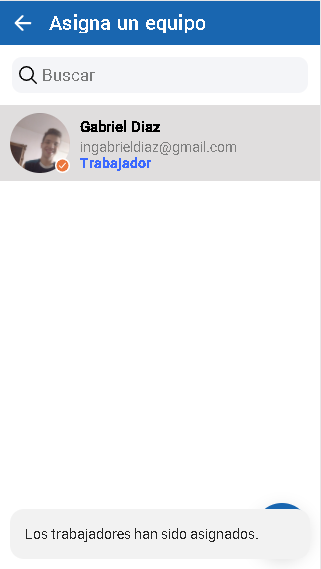 Asigna un equipo
Buscar
Gabriel Diaz
ingabrieldiaz@gmail.com
Trabajador
Los trabajadores han sido asignados.